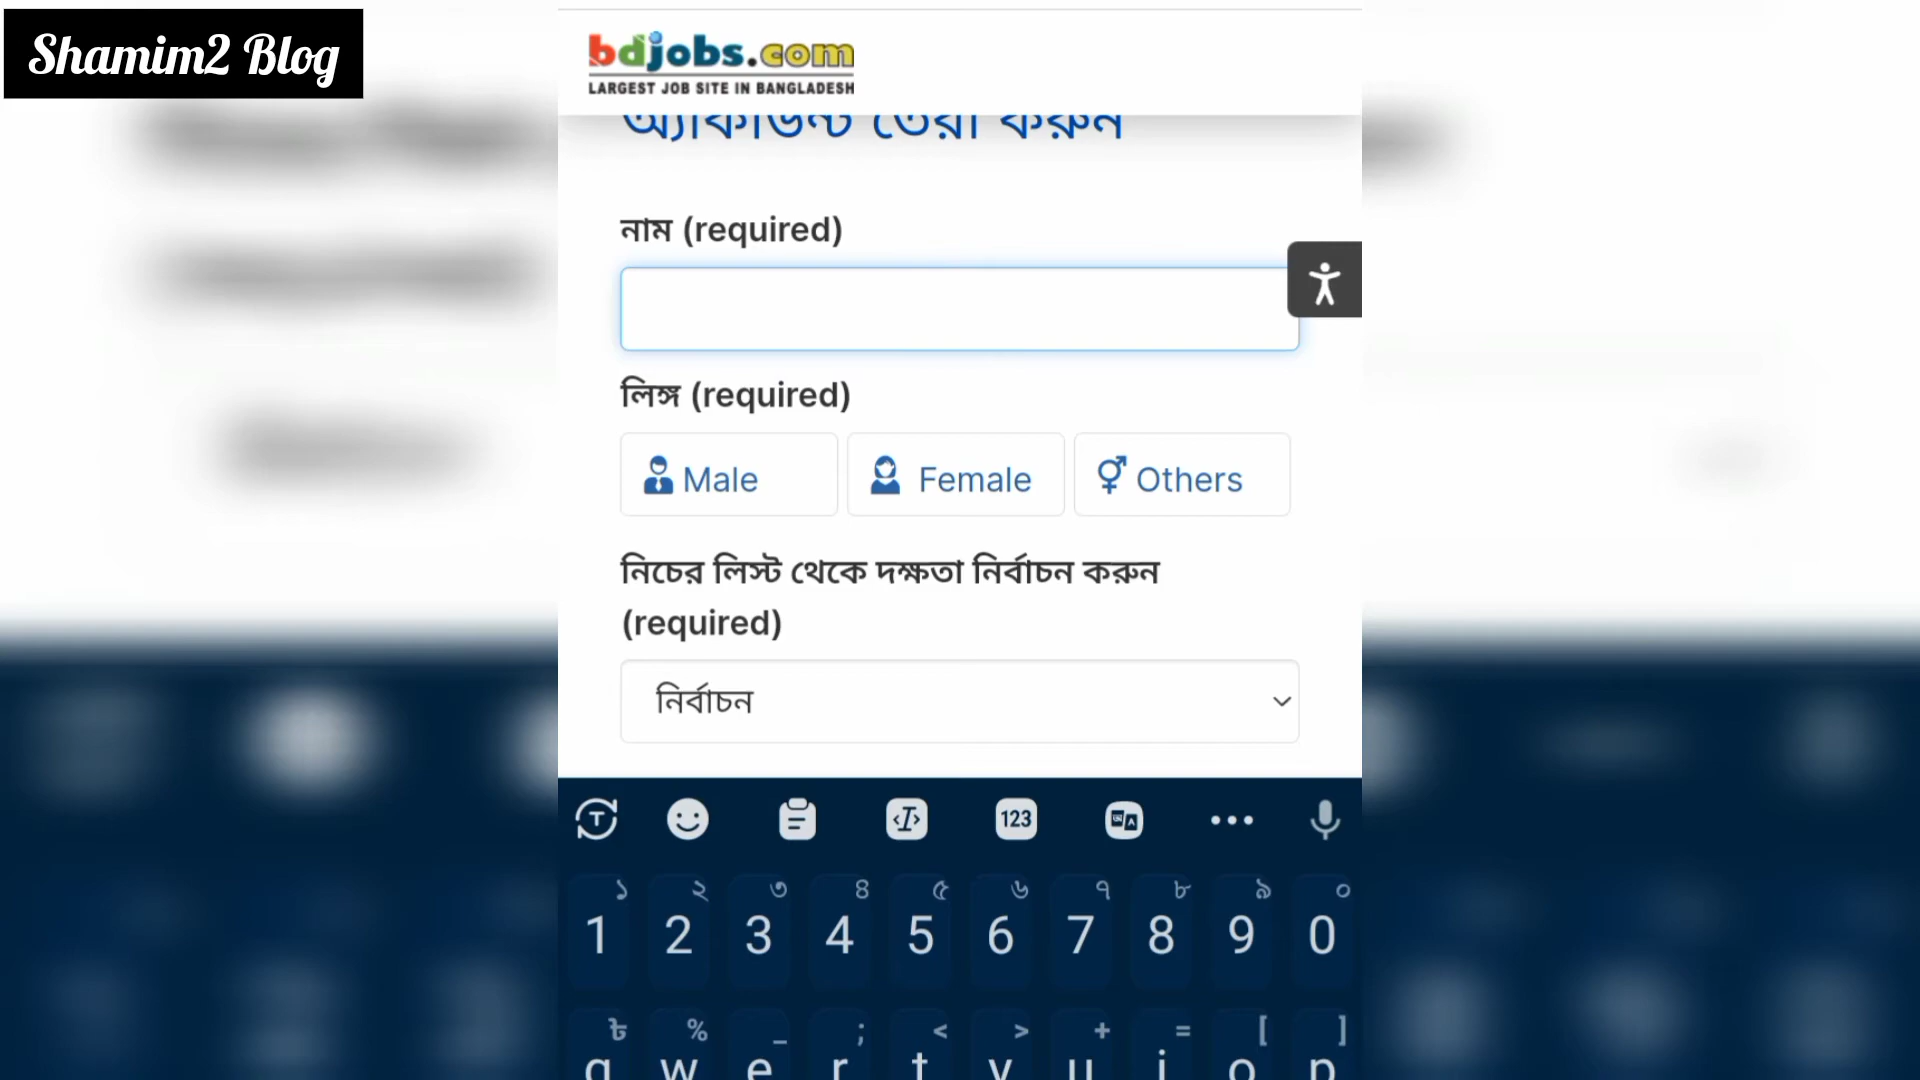 Shamim2 Blog
bdjobs.com
LARGEST JOB SITE IN BANGLADESH
অ্যাকাউন্ট তৈরী করুন
নাম (required)
লিঙ্গ (required)
Male Female Others
নিচের লিস্ট থেকে দক্ষতা নির্বাচন করুন
(required)
নির্বাচন
T 123
১ ২ ৩ ৪ ৫ ৬ ৭ ৮ ৯ ০
1 2 3 4 5 6 7 8 9 0
৳ % _ ; < > + = [ ]
q w e r t y u i o p